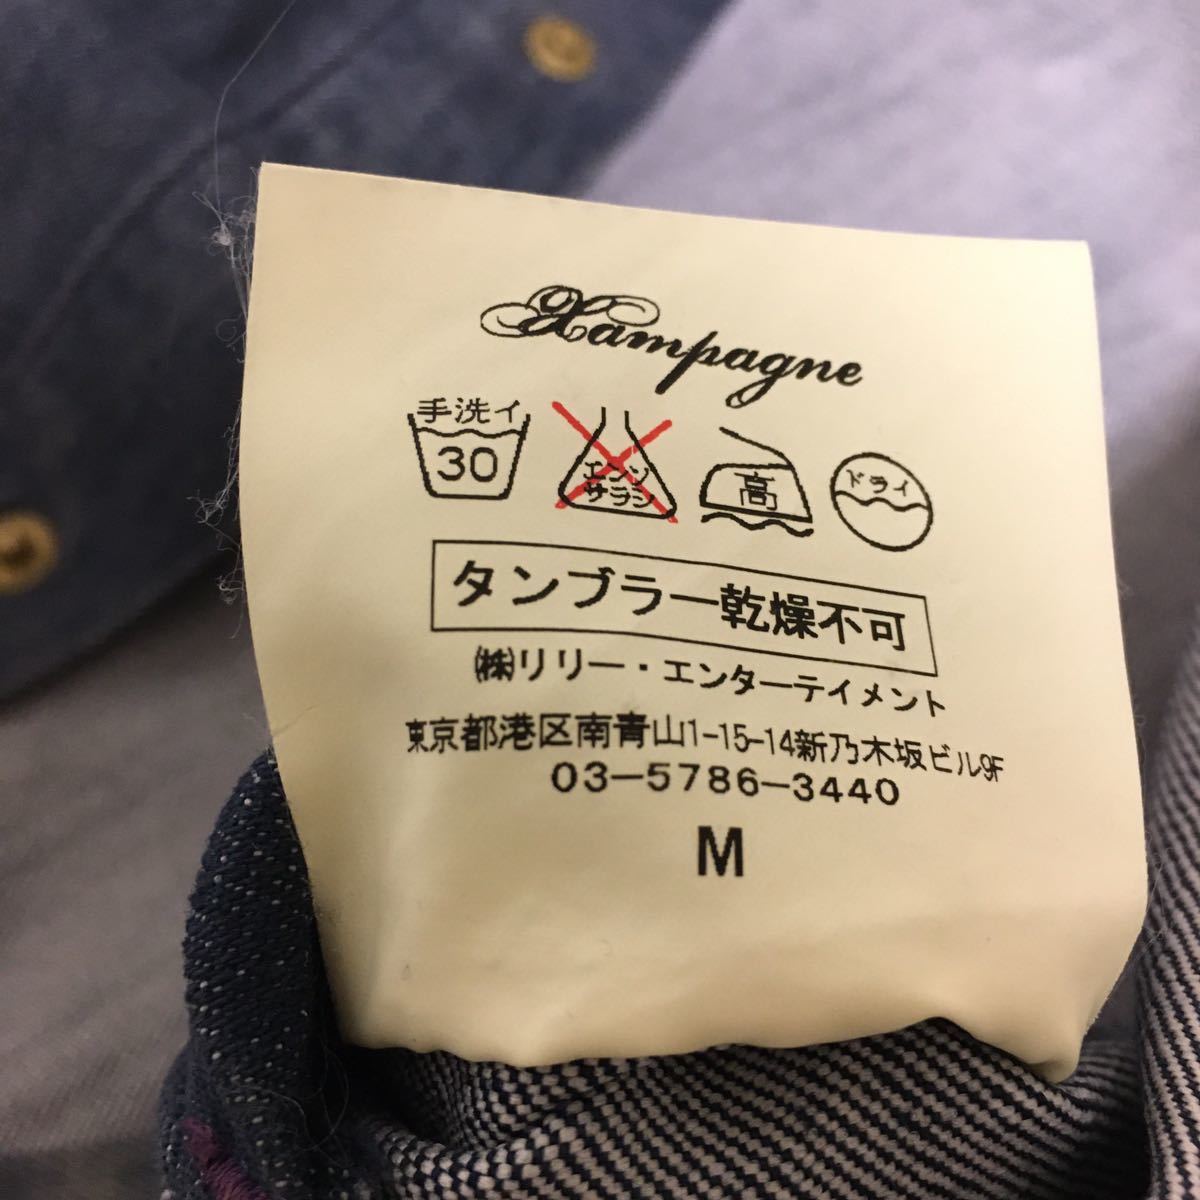 Xampagne
手洗イ
30
エンソ
サラシ
高
ドライ
タンブラー乾燥不可
㈱リリー・エンターテイメント
東京都港区南青山1-15-14新乃木坂ビル9F
03-5786-3440
M